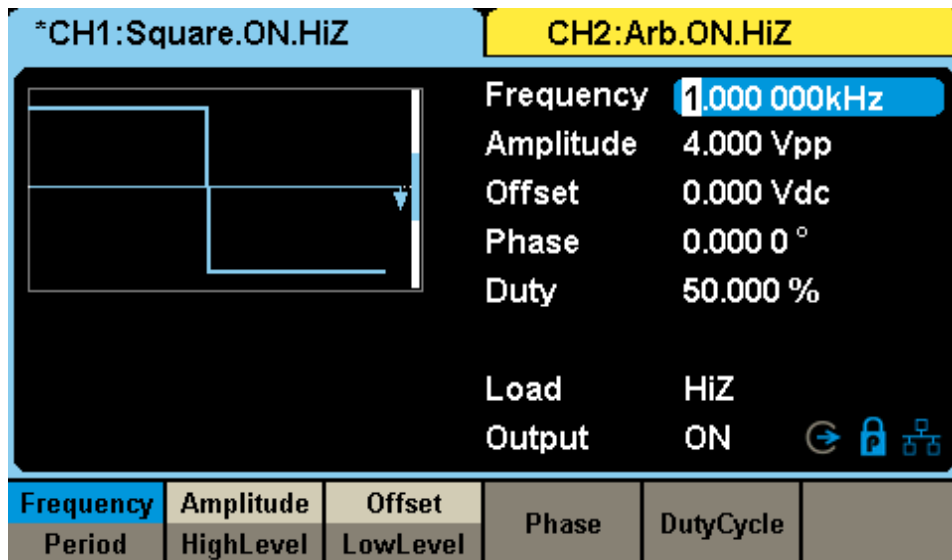 *CH1:Square.ON.HiZ
CH2:Arb.ON.HiZ
Frequency 1.000 000kHz
Amplitude 4.000 Vpp
Offset 0.000 Vdc
Phase 0.000 0 °
Duty 50.000 %
Load HiZ
Output ON
P
Frequency Amplitude Offset Phase DutyCycle
Period HighLevel LowLevel